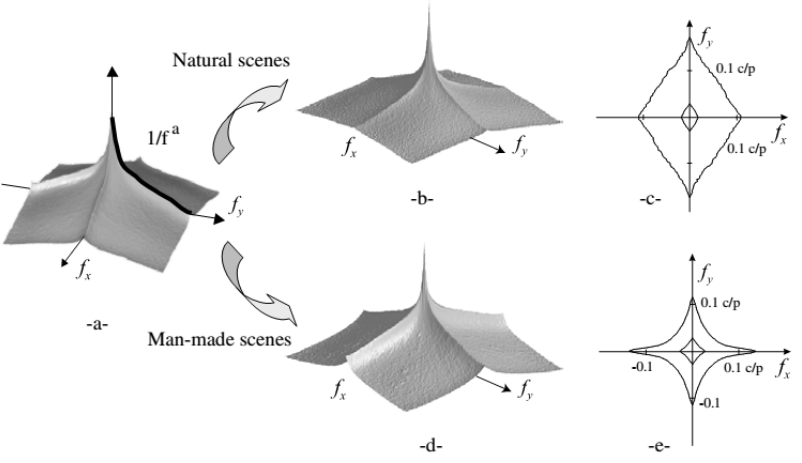 Natural scenes
1/f^a
f_x
f_y
-a-
Man-made scenes
f_x
f_y
-b-
f_y
0.1 c/p
f_x
0.1 c/p
-c-
f_x
f_y
-d-
f_y
0.1 c/p
-0.1
0.1 c/p
f_x
-0.1
-e-